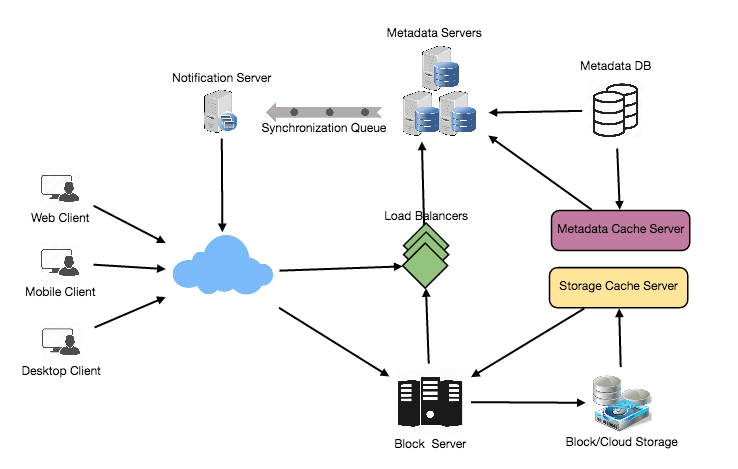 Metadata Servers
Metadata DB
Notification Server
Synchronization Queue
Web Client
Load Balancers
Metadata Cache Server
Mobile Client
Storage Cache Server
Desktop Client
Block Server
Block/Cloud Storage